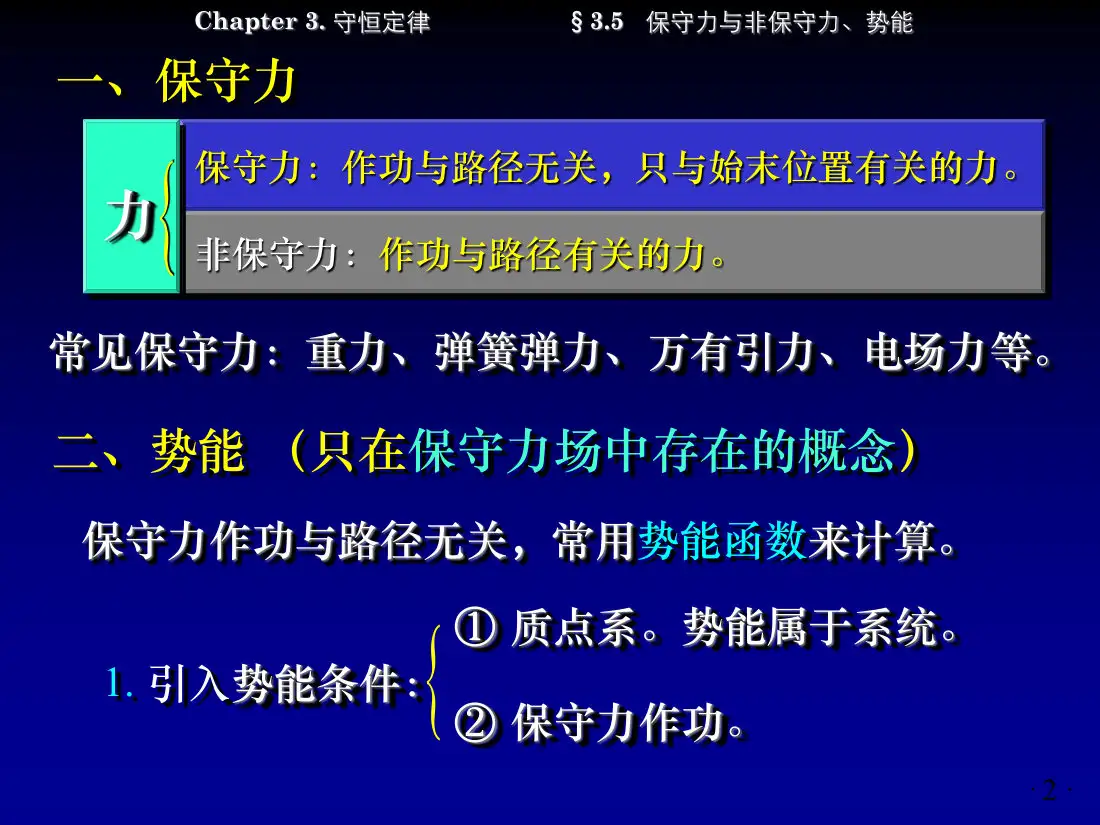 Chapter 3. 守恒定律 § 3.5 保守力与非保守力、势能
一、保守力
力
保守力：作功与路径无关，只与始末位置有关的力。
非保守力：作功与路径有关的力。
常见保守力：重力、弹簧弹力、万有引力、电场力等。
二、势能 （只在保守力场中存在的概念）
保守力作功与路径无关，常用势能函数来计算。
1. 引入势能条件：
① 质点系。势能属于系统。
② 保守力作功。
· 2 ·